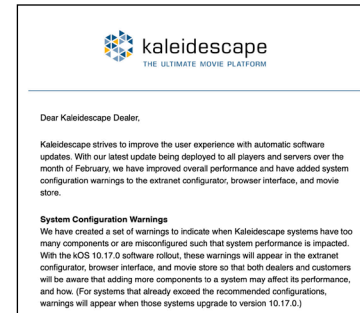 kaleidescape
THE ULTIMATE MOVIE PLATFORM
Dear Kaleidescape Dealer,
Kaleidescape strives to improve the user experience with automatic software
updates. With our latest update being deployed to all players and servers over the
month of February, we have improved overall performance and have added system
configuration warnings to the extranet configurator, browser interface, and movie
store.
System Configuration Warnings
We have created a set of warnings to indicate when Kaleidescape systems have too
many components or are misconfigured such that system performance is impacted.
With the kOS 10.17.0 software rollout, these warnings will appear in the extranet
configurator, browser interface, and movie store so that both dealers and customers
will be aware that adding more components to a system may affect its performance,
and how. (For systems that already exceed the recommended configurations,
warnings will appear when those systems upgrade to version 10.17.0.)